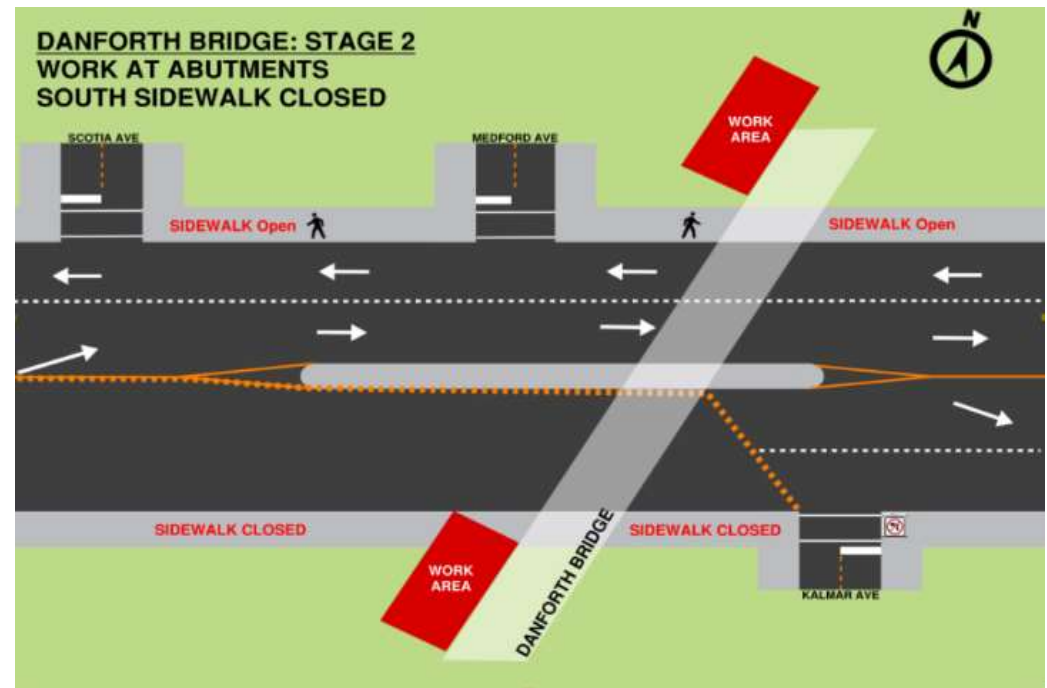 DANFORTH BRIDGE: STAGE 2
WORK AT ABUTMENTS
SOUTH SIDEWALK CLOSED
N
SCOTIA AVE
MEDFORD AVE
WORK
AREA
SIDEWALK Open
SIDEWALK Open
SIDEWALK CLOSED
SIDEWALK CLOSED
WORK
AREA
DANFORTH BRIDGE
KALMAR AVE